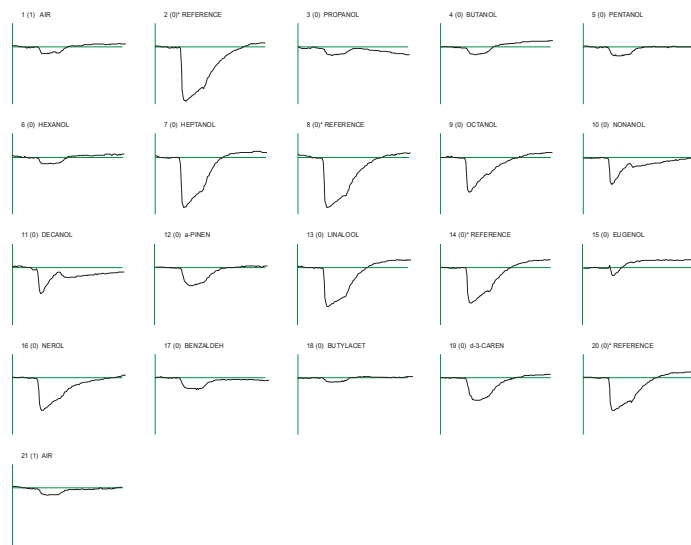 1 (1) AIR
2 (0)* REFERENCE
3 (0) PROPANOL
4 (0) BUTANOL
5 (0) PENTANOL
6 (0) HEXANOL
7 (0) HEPTANOL
8 (0)* REFERENCE
9 (0) OCTANOL
10 (0) NONANOL
11 (0) DECANOL
12 (0) a-PINEN
13 (0) LINALOOL
14 (0)* REFERENCE
15 (0) EUGENOL
16 (0) NEROL
17 (0) BENZALDEH
18 (0) BUTYLACET
19 (0) d-3-CAREN
20 (0)* REFERENCE
21 (1) AIR